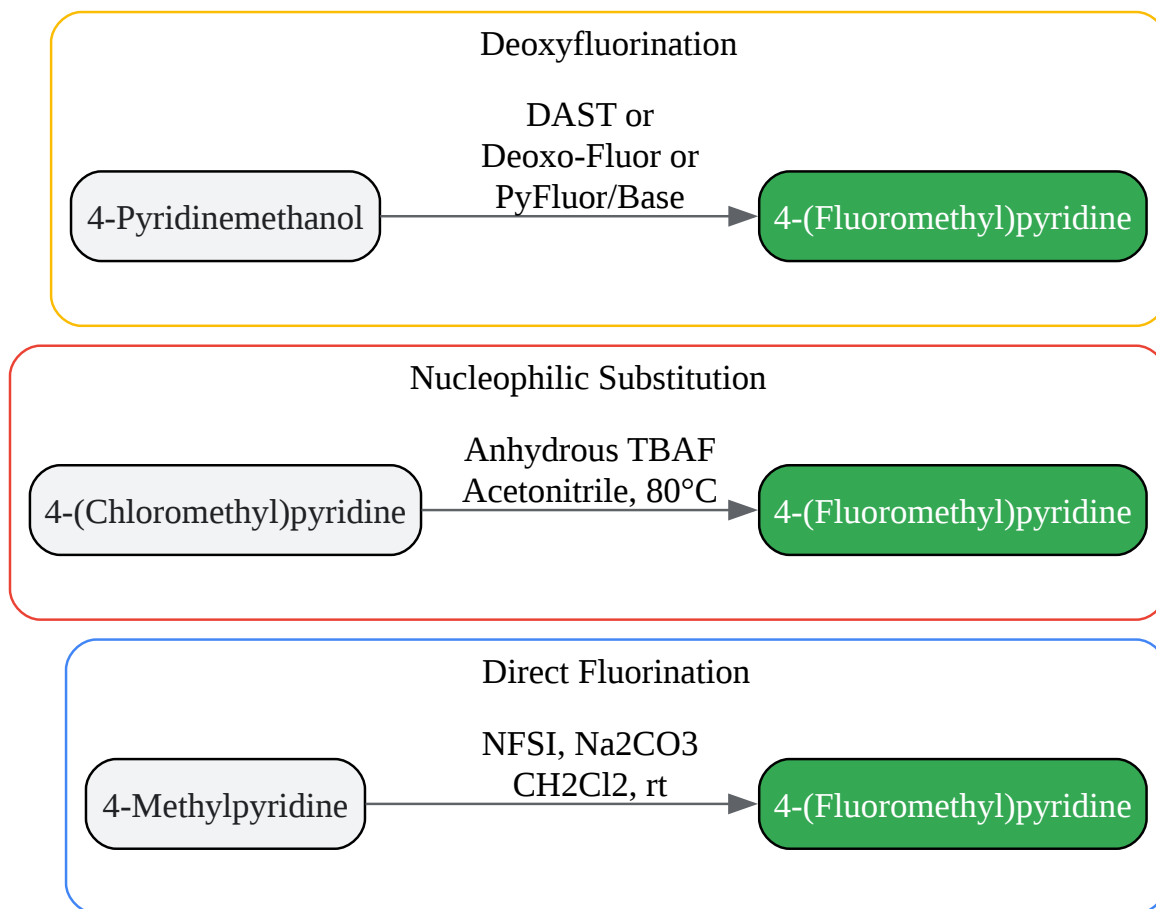 Deoxyfluorination
DAST or
Deoxo-Fluor or
PyFluor/Base
4-Pyridinemethanol
4-(Fluoromethyl)pyridine
Nucleophilic Substitution
Anhydrous TBAF
Acetonitrile, 80°C
4-(Chloromethyl)pyridine
4-(Fluoromethyl)pyridine
Direct Fluorination
NFSI, Na2CO3
CH2Cl2, rt
4-Methylpyridine
4-(Fluoromethyl)pyridine